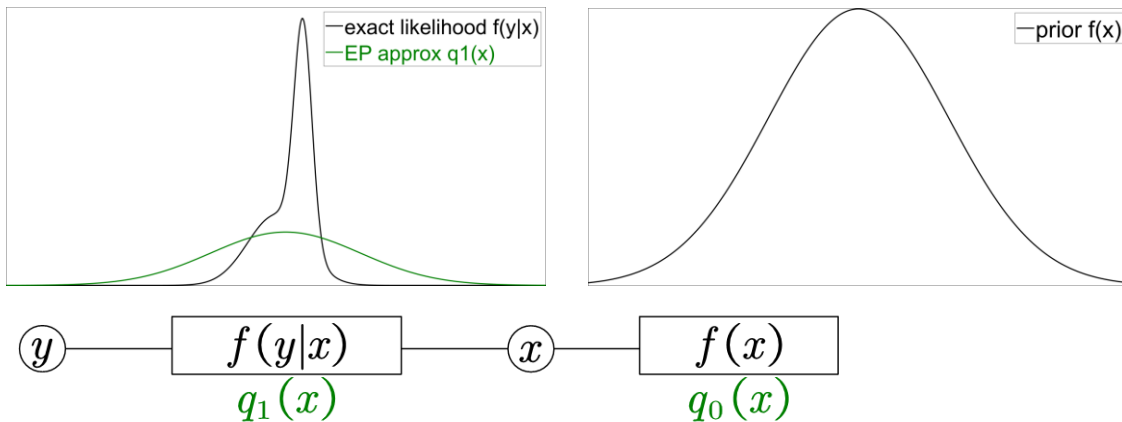 exact likelihood f(y|x)
EP approx q1(x)
prior f(x)
y f(y|x) x f(x)
q₁(x) q₀(x)